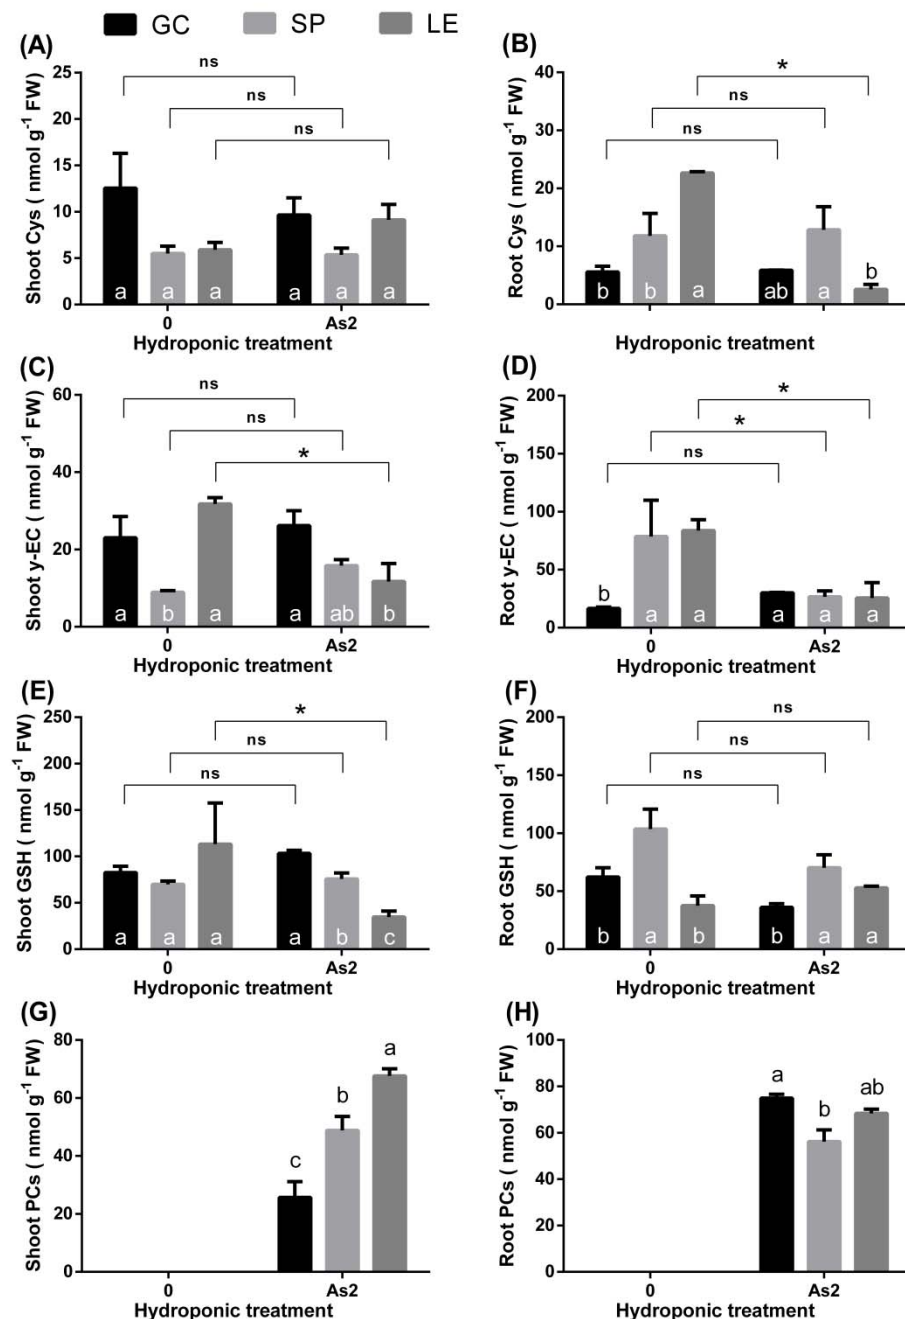 GC SP LE
(A)
Shoot Cys ( nmol g⁻¹ FW)
25
20
15
10
5
0
ns
ns
ns
a a a a a a
0 As2
Hydroponic treatment
(B)
Root Cys ( nmol g⁻¹ FW)
40
30
20
10
0
*
ns
ns
b b a ab a b
Hydroponic treatment
(C)
Shoot y-EC ( nmol g⁻¹ FW)
60
40
20
0
ns
ns
*
a b a a ab b
0 As2
Hydroponic treatment
(D)
Root y-EC ( nmol g⁻¹ FW)
200
150
100
50
0
*
*
ns
b a a a a a
0 As2
Hydroponic treatment
(E)
Shoot GSH ( nmol g⁻¹ FW)
250
200
150
100
50
0
*
ns
ns
a a a a b c
0 As2
Hydroponic treatment
(F)
Root GSH ( nmol g⁻¹ FW)
200
150
100
50
0
ns
ns
ns
b a b b a a
0 As2
Hydroponic treatment
(G)
Shoot PCs ( nmol g⁻¹ FW)
80
60
40
20
0
c b a
0 As2
Hydroponic treatment
(H)
Root PCs ( nmol g⁻¹ FW)
100
80
60
40
20
0
a b ab
0 As2
Hydroponic treatment